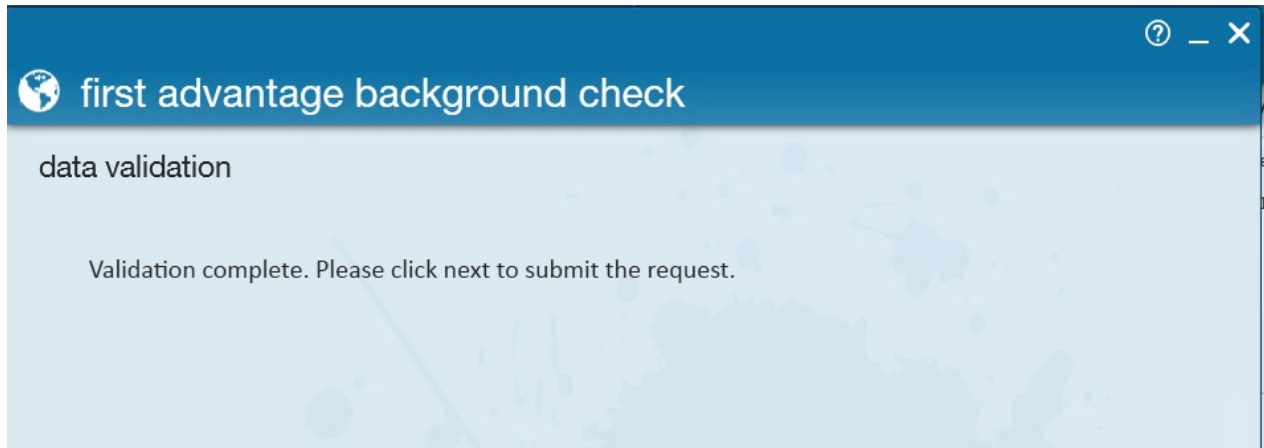 first advantage background check
data validation
Validation complete. Please click next to submit the request.